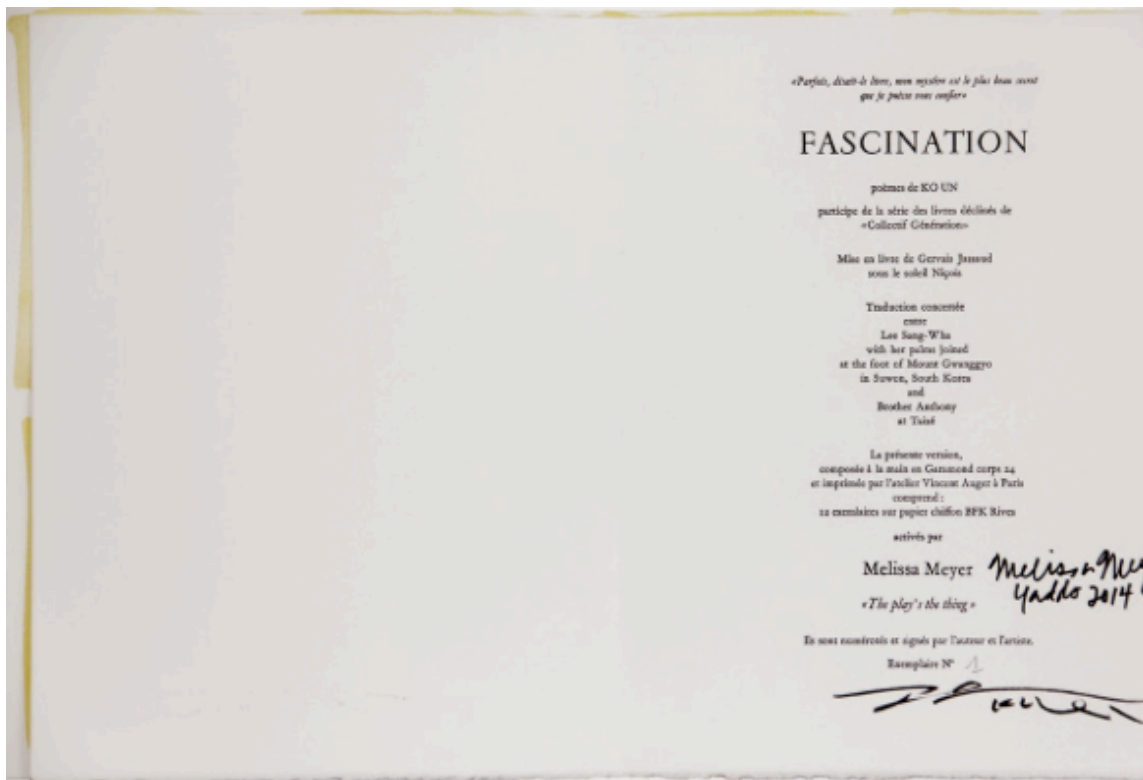 «Parfois, disait-le livre, mon mystère est le plus beau secret
que je puisse vous confier»
FASCINATION
poèmes de KO UN
participe de la série des livres déclinés de
«Collectif Génération»
Mise en livre de Gervais Jassaud
sous le soleil Niçois
Traduction concertée
entre
Lee Sang-Wha
with her palms joined
at the foot of Mount Gwanggyo
in Suwon, South Korea
and
Brother Anthony
at Taizé
La présente version,
composée à la main en Garamond corps 24
et imprimée par l'atelier Vincent Auger à Paris
comprend :
12 exemplaires sur papier chiffon BFK Rives
activés par
Melissa Meyer Melissa
Yaddo 2014
«The play's the thing»
Ils sont numérotés et signés par l'auteur et l'artiste.
Exemplaire N° 1